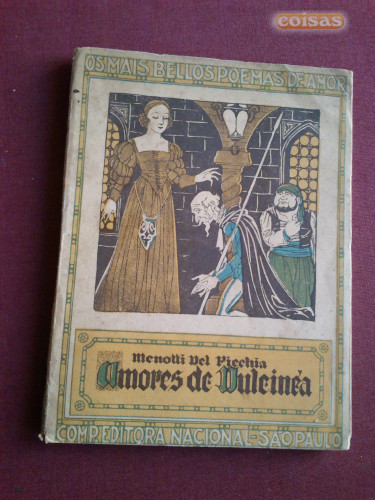 coisas
OS MAIS BELLOS POEMAS DE AMOR
Menotti Del Picchia
Amores de Dulcinéa
COMP. EDITORA NACIONAL-SÃO PAULO